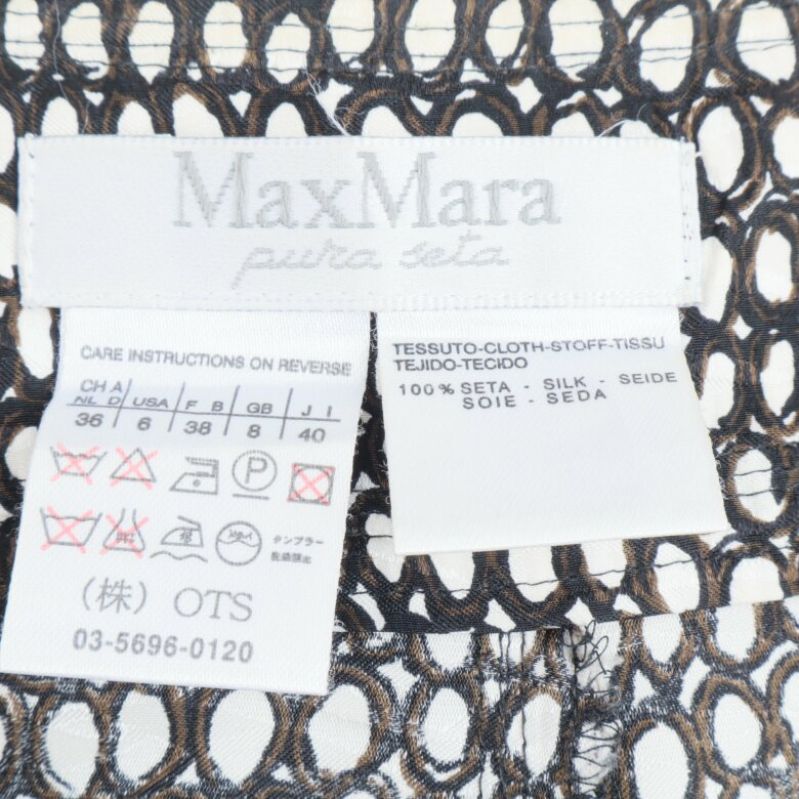 MaxMara
pura seta
CARE INSTRUCTIONS ON REVERSE
CH A USA F B GB J I
NL D
36 6 38 8 40
P
タンブラー
乾燥禁止
(株) OTS
03-5696-0120
TESSUTO-CLOTH-STOFF-TISSU
TEJIDO-TECIDO
100% SETA - SILK - SEIDE
SOIE - SEDA